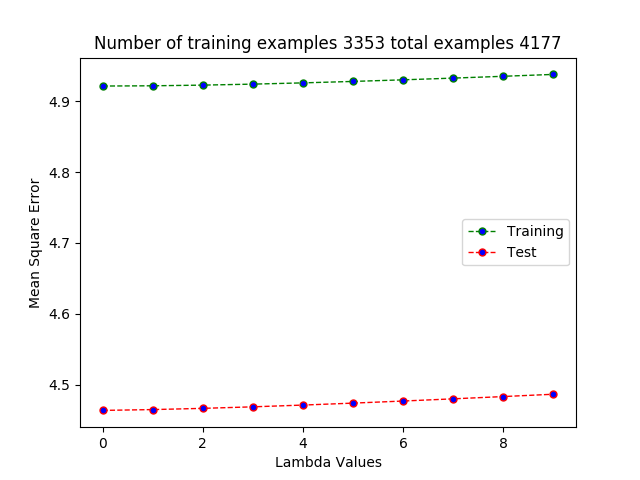 Number of training examples 3353 total examples 4177
Mean Square Error
4.9
4.8
4.7
4.6
4.5
Training
Test
0 2 4 6 8
Lambda Values